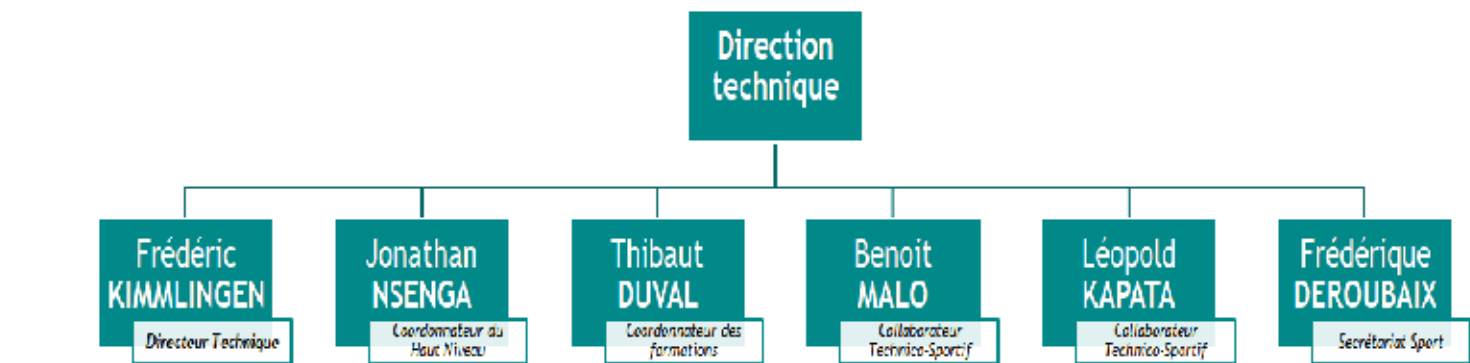 Direction
technique
Frédéric
KIMMLINGEN
Directeur Technique
Jonathan
NSENGA
Coordonnateur du
Haut Niveau
Thibaut
DUVAL
Coordonnateur des
formations
Benoit
MALO
Collaborateur
Technico-Sportif
Léopold
KAPATA
Collaborateur
Technico-Sportif
Frédérique
DEROUBAIX
Secrétariat Sport